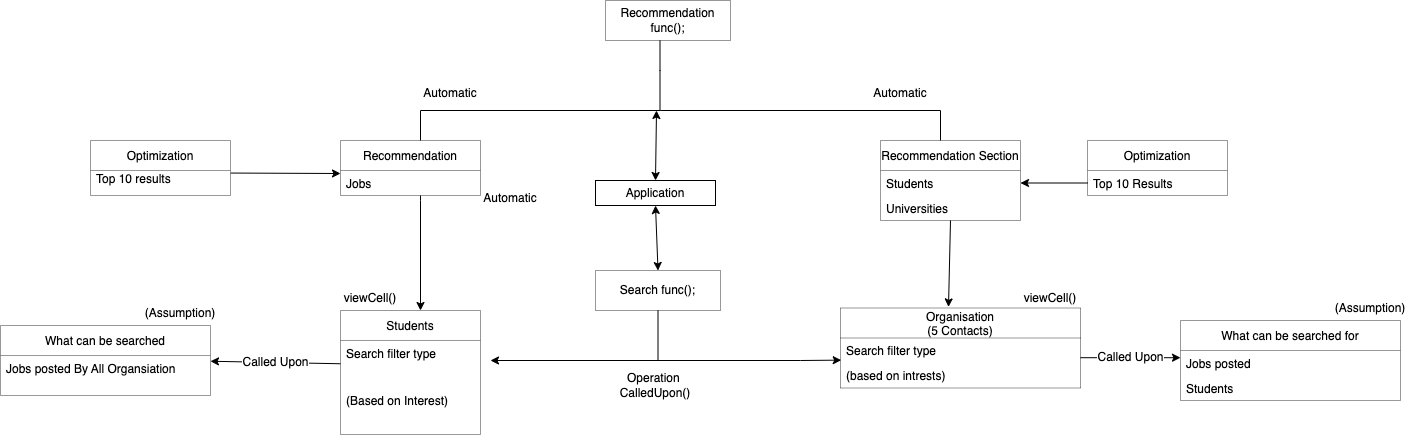 Recommendation
func();
Automatic
Automatic
Optimization
Top 10 results
Recommendation
Jobs
Automatic
Application
Recommendation Section
Students
Universities
Optimization
Top 10 Results
Search func();
viewCell()
Students
Search filter type
(Based on Interest)
(Assumption)
What can be searched
Jobs posted By All Organsiation
Called Upon
Operation
CalledUpon()
viewCell()
Organisation
(5 Contacts)
Search filter type
(based on intrests)
Called Upon
(Assumption)
What can be searched for
Jobs posted
Students